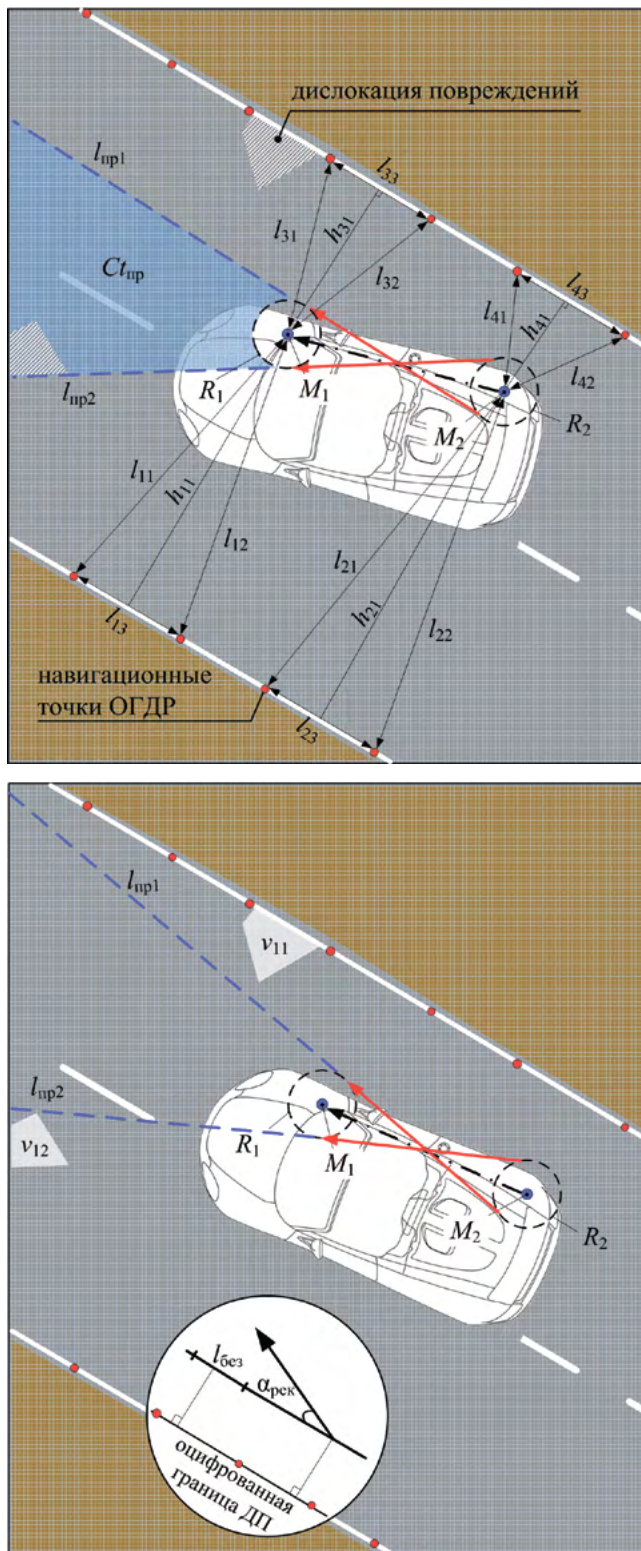 дислокация повреждений
lпр1
l33
l31
h31
l32
l43
Ctпр
l41
h41
l42
lпр2
R1
M1
M2
R2
l11
h11
l12
l21
h21
l22
l13
навигационные
точки ОГДР
l23
lпр1
v11
lпр2
v12
R1
M1
M2
R2
lбез
αрек
оцифрованная
граница ДП